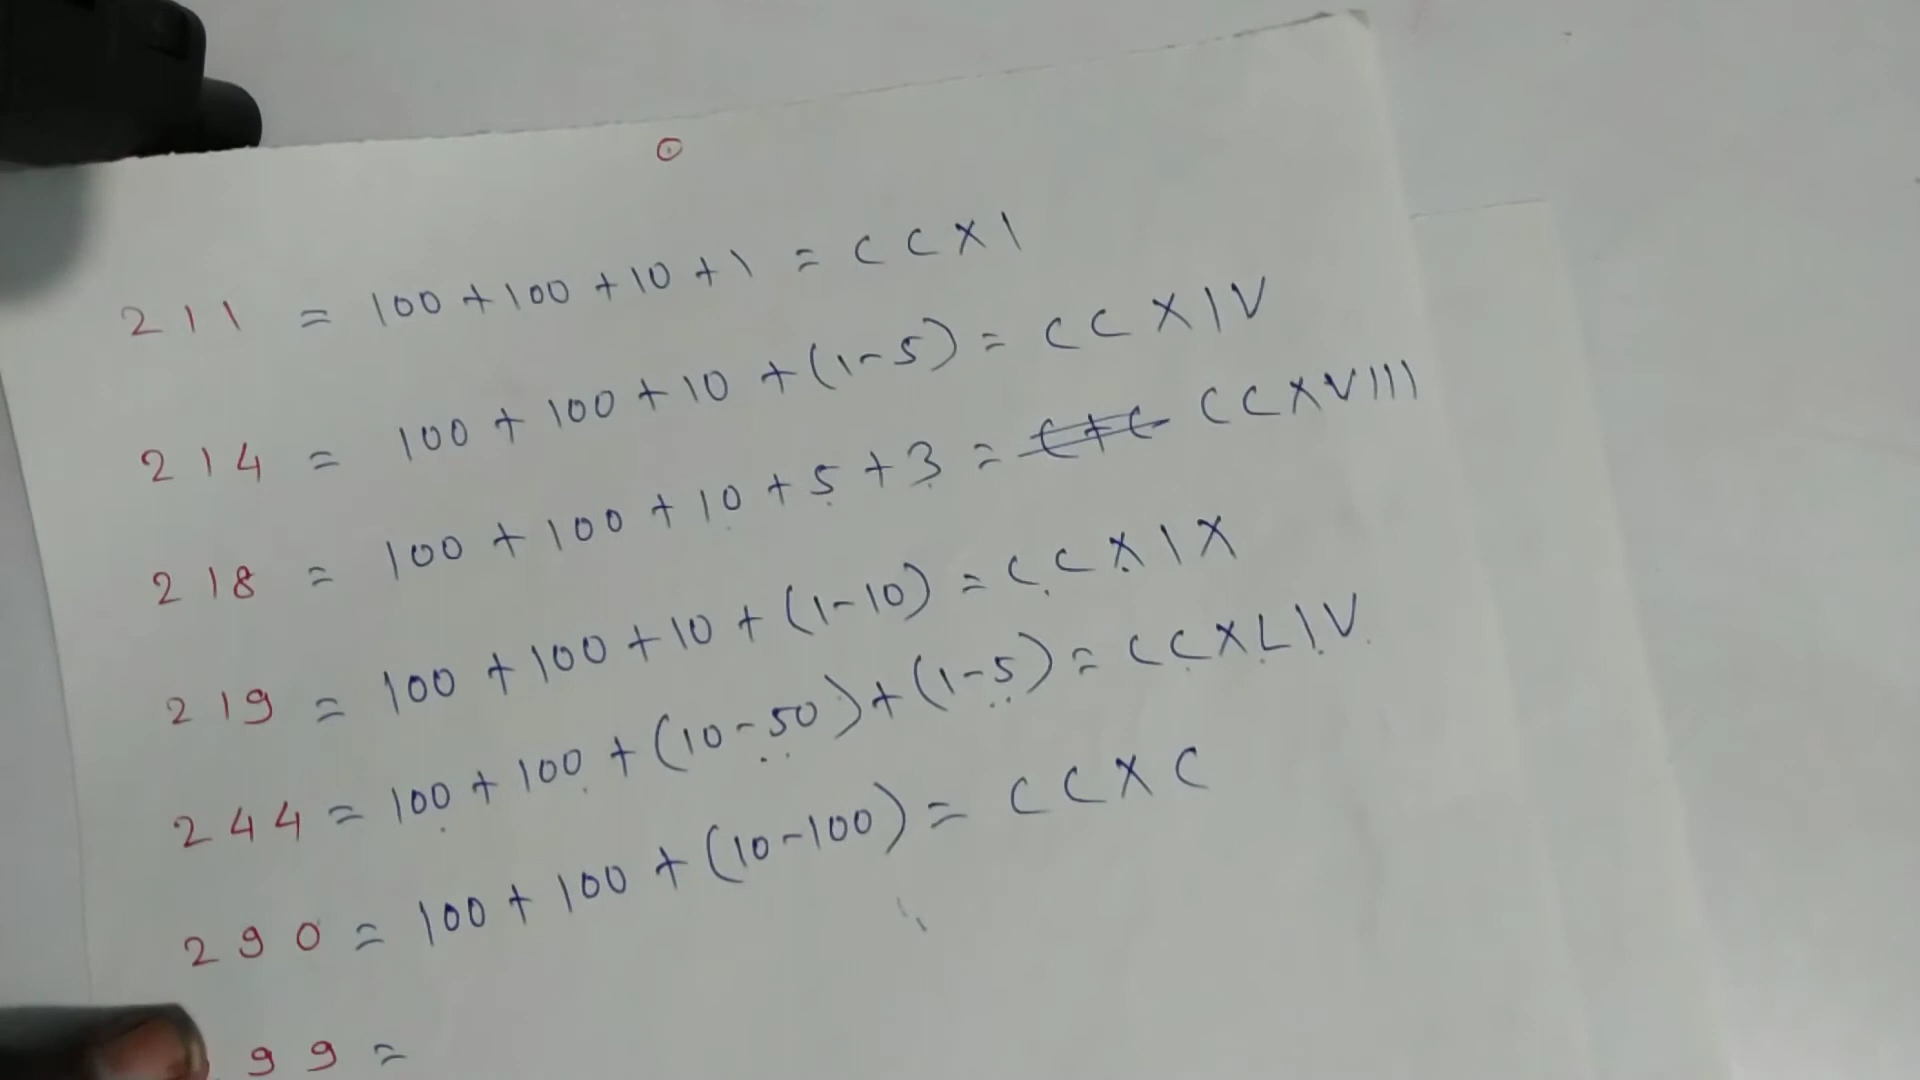 211 = 100 + 100 + 10 + 1 = CCXI
214 = 100 + 100 + 10 + (1-5) = CCXIV
218 = 100 + 100 + 10 + 5 + 3 = CCXVIII
219 = 100 + 100 + 10 + (1-10) = CCXIX
244 = 100 + 100 + (10-50) + (1-5) = CCXLIV
290 = 100 + 100 + (10-100) = CCXC
99 =